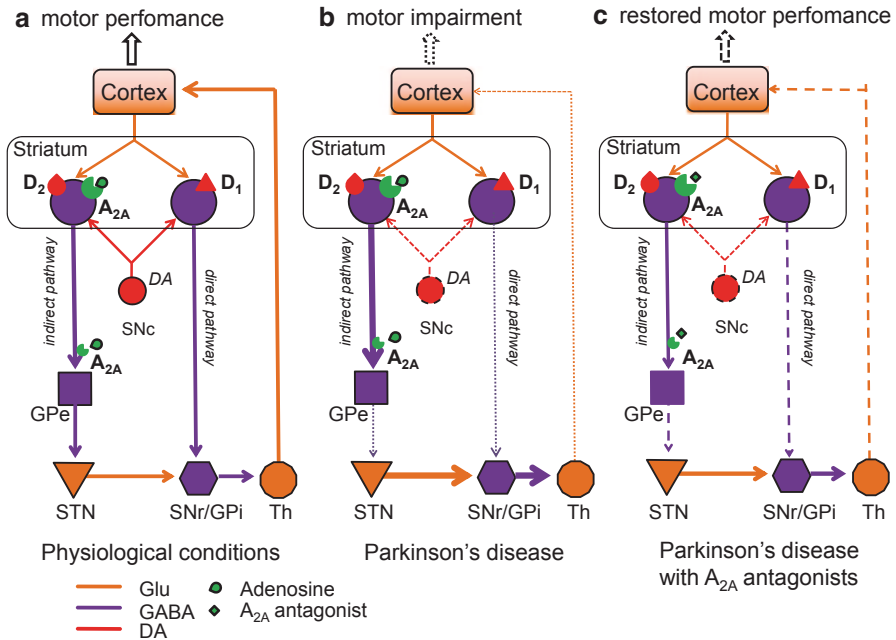 a motor perfomance
Cortex
Striatum
D2
A2A
D1
indirect pathway
DA
SNc
direct pathway
A2A
GPe
STN
SNr/GPi
Th
Physiological conditions
b motor impairment
Cortex
Striatum
D2
A2A
D1
indirect pathway
DA
SNc
direct pathway
A2A
GPe
STN
SNr/GPi
Th
Parkinson's disease
c restored motor perfomance
Cortex
Striatum
D2
A2A
D1
indirect pathway
DA
SNc
direct pathway
A2A
GPe
STN
SNr/GPi
Th
Parkinson's disease
with A2A antagonists
Glu
GABA
DA
Adenosine
A2A antagonist